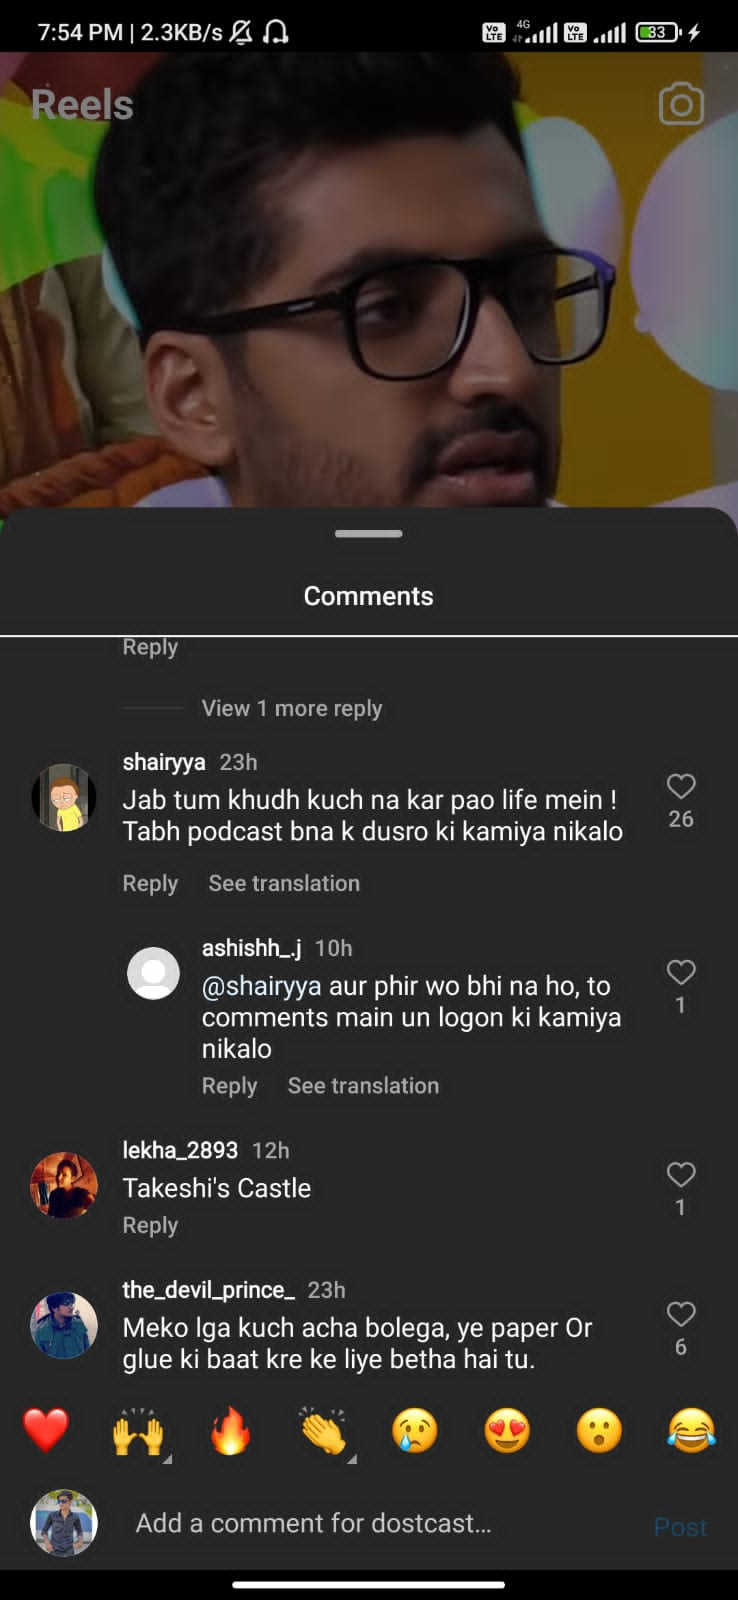 7:54 PM | 2.3KB/s
Vo LTE 4G Vo LTE 33
Reels
Comments
Reply
View 1 more reply
shairyya 23h
Jab tum khudh kuch na kar pao life mein !
Tabh podcast bna k dusro ki kamiya nikalo
26
Reply See translation
ashishh_.j 10h
@shairyya aur phir wo bhi na ho, to
comments main un logon ki kamiya
nikalo
1
Reply See translation
lekha_2893 12h
Takeshi's Castle
1
Reply
the_devil_prince_ 23h
Meko lga kuch acha bolega, ye paper Or
glue ki baat kre ke liye betha hai tu.
6
Add a comment for dostcast... Post